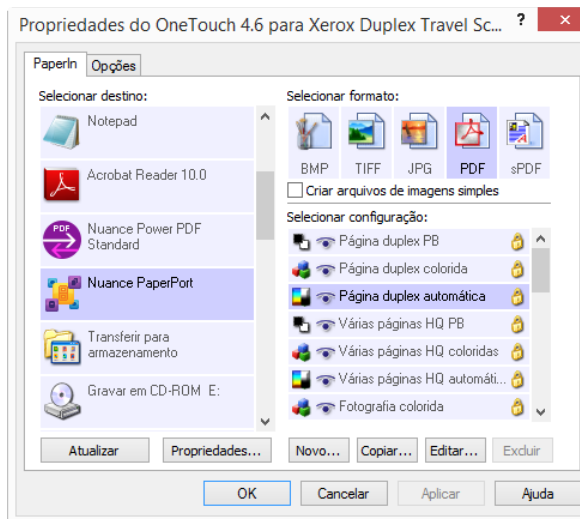 Propriedades do OneTouch 4.6 para Xerox Duplex Travel Sc... ?
PaperIn Opções
Selecionar destino:
Notepad
Acrobat Reader 10.0
PDF
Nuance Power PDF
Standard
Nuance PaperPort
Transferir para
armazenamento
Gravar em CD-ROM E:
Atualizar Propriedades...
Selecionar formato:
BMP TIFF JPG PDF sPDF
Criar arquivos de imagens simples
Selecionar configuração:
Página duplex PB
Página duplex colorida
Página duplex automática
Várias páginas HQ PB
Várias páginas HQ coloridas
Várias páginas HQ automáti...
Fotografia colorida
Novo... Copiar... Editar... Excluir
OK Cancelar Aplicar Ajuda